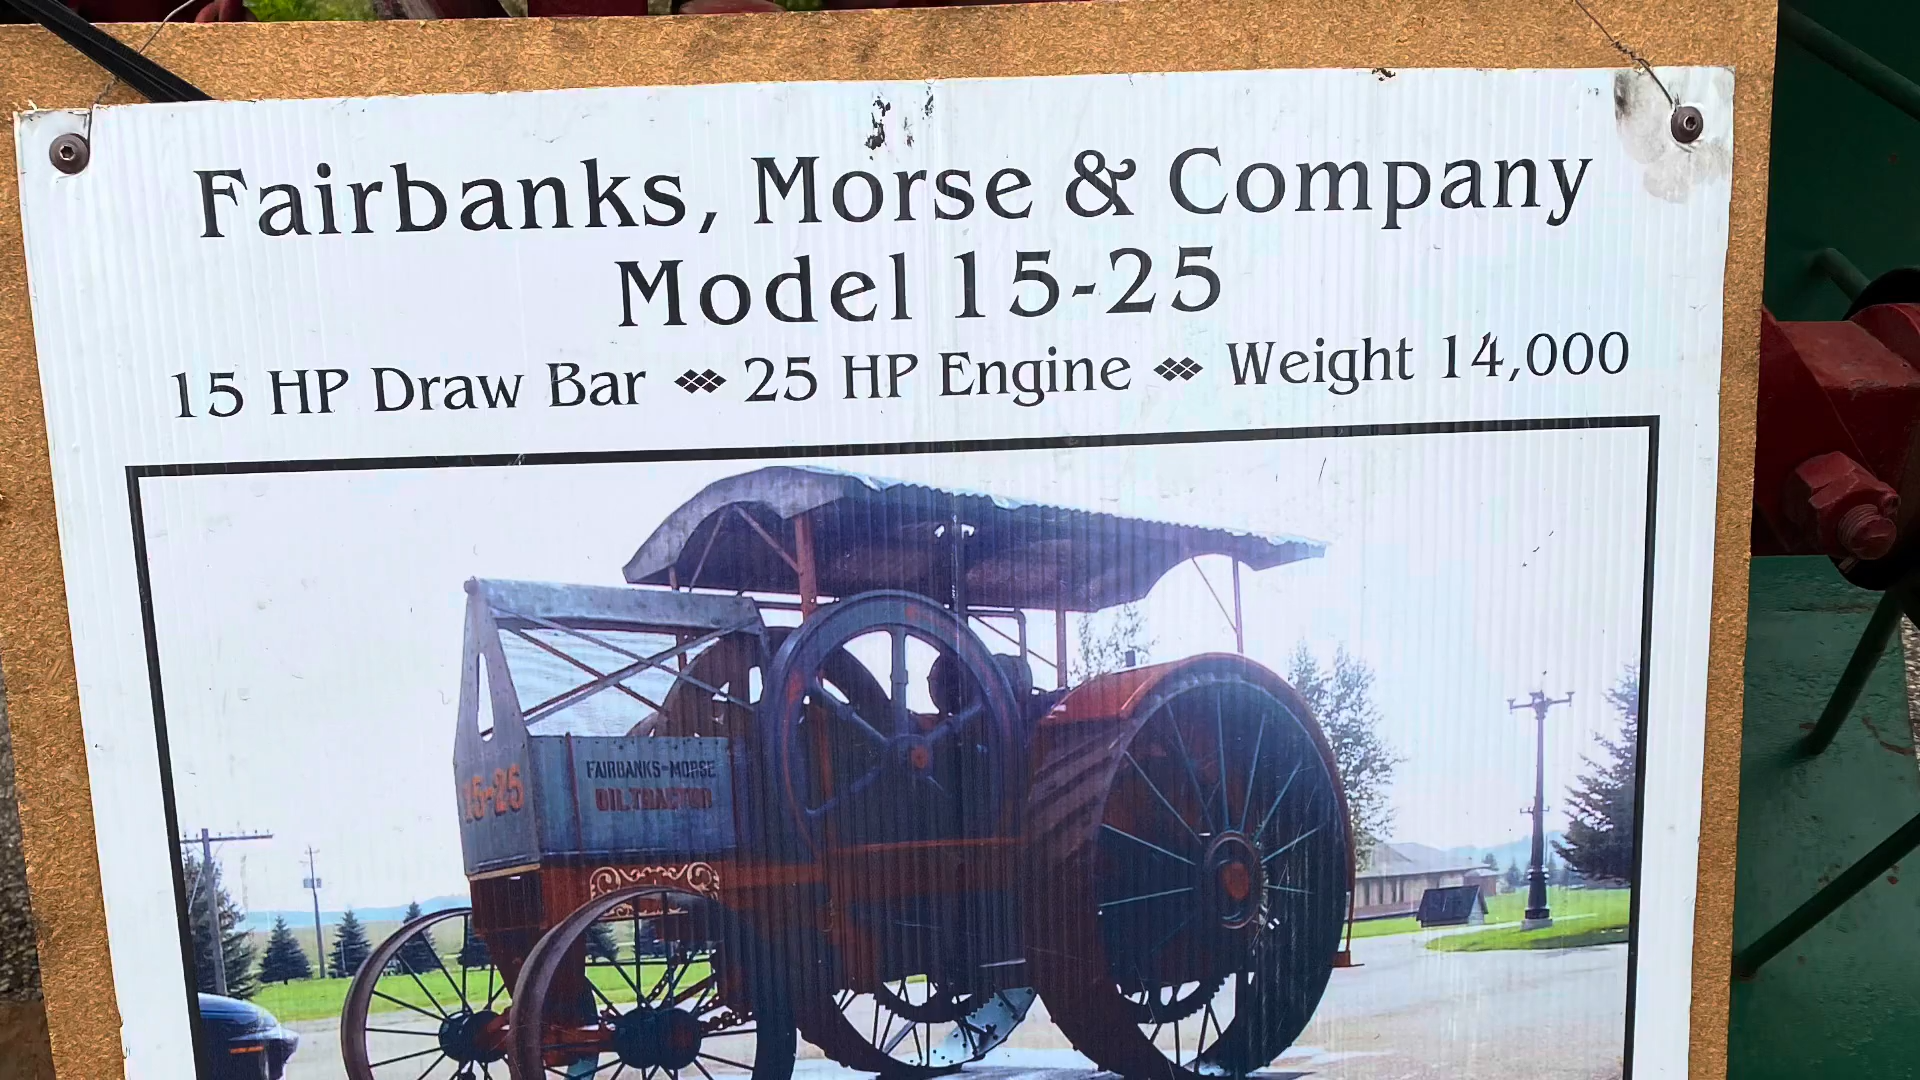 Fairbanks, Morse & Company
Model 15-25
15 HP Draw Bar ❖ 25 HP Engine ❖ Weight 14,000
15-25
FAIRBANKS-MORSE
OIL TRACTOR